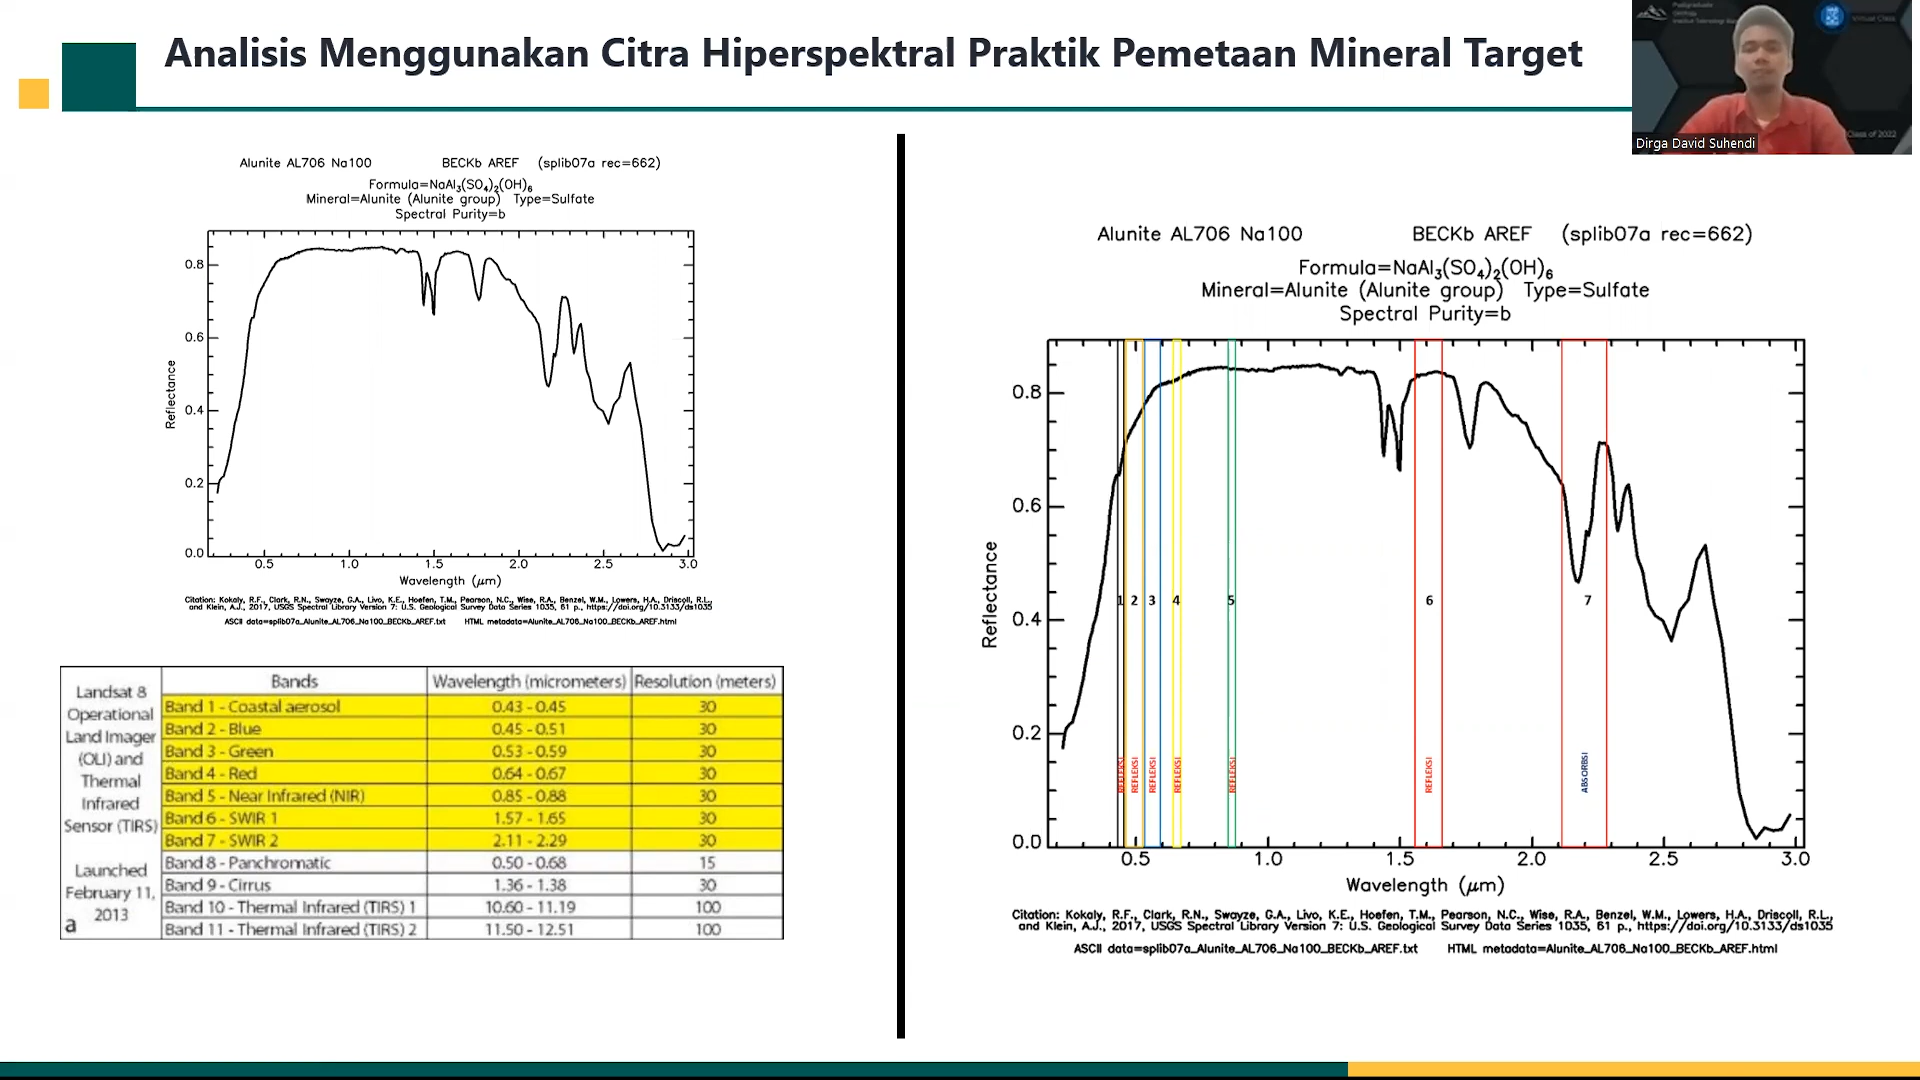 Analisis Menggunakan Citra Hiperspektral Praktik Pemetaan Mineral Target
Postgraduate
Geology
Virtual Class
Class of 2022
Dirga David Suhendi
Alunite AL706 Na100 BECKb AREF (splib07a rec=662)
Formula=NaAl3(SO4)2(OH)6
Mineral=Alunite (Alunite group) Type=Sulfate
Spectral Purity=b
Reflectance
0.8
0.6
0.4
0.2
0.0
0.5 1.0 1.5 2.0 2.5 3.0
Wavelength (μm)
Citation: Kokaly, R.F., Clark, R.N., Swayze, G.A., Livo, K.E., Hoefen, T.M., Pearson, N.C., Wise, R.A., Benzel, W.M., Lowers, H.A., Driscoll, R.L.,
and Klein, A.J., 2017, USGS Spectral Library Version 7: U.S. Geological Survey Data Series 1035, 61 p., https://doi.org/10.3133/ds1035
ASCII data=splib07a_Alunite_AL706_Na100_BECKb_AREF.txt HTML metadata=Alunite_AL706_Na100_BECKb_AREF.html
Landsat 8
Operational
Land Imager
(OLI) and
Thermal
Infrared
Sensor (TIRS)
Launched
February 11,
2013
a
Bands Wavelength (micrometers) Resolution (meters)
Band 1 - Coastal aerosol 0.43 - 0.45 30
Band 2 - Blue 0.45 - 0.51 30
Band 3 - Green 0.53 - 0.59 30
Band 4 - Red 0.64 - 0.67 30
Band 5 - Near Infrared (NIR) 0.85 - 0.88 30
Band 6 - SWIR 1 1.57 - 1.65 30
Band 7 - SWIR 2 2.11 - 2.29 30
Band 8 - Panchromatic 0.50 - 0.68 15
Band 9 - Cirrus 1.36 - 1.38 30
Band 10 - Thermal Infrared (TIRS) 1 10.60 - 11.19 100
Band 11 - Thermal Infrared (TIRS) 2 11.50 - 12.51 100
Alunite AL706 Na100 BECKb AREF (splib07a rec=662)
Formula=NaAl3(SO4)2(OH)6
Mineral=Alunite (Alunite group) Type=Sulfate
Spectral Purity=b
Reflectance
0.8
0.6
0.4
0.2
0.0
1 2 3 4 5 6 7
REFLEKSI REFLEKSI REFLEKSI REFLEKSI REFLEKSI REFLEKSI ABSORBSI
0.5 1.0 1.5 2.0 2.5 3.0
Wavelength (μm)
Citation: Kokaly, R.F., Clark, R.N., Swayze, G.A., Livo, K.E., Hoefen, T.M., Pearson, N.C., Wise, R.A., Benzel, W.M., Lowers, H.A., Driscoll, R.L.,
and Klein, A.J., 2017, USGS Spectral Library Version 7: U.S. Geological Survey Data Series 1035, 61 p., https://doi.org/10.3133/ds1035
ASCII data=splib07a_Alunite_AL706_Na100_BECKb_AREF.txt HTML metadata=Alunite_AL706_Na100_BECKb_AREF.html